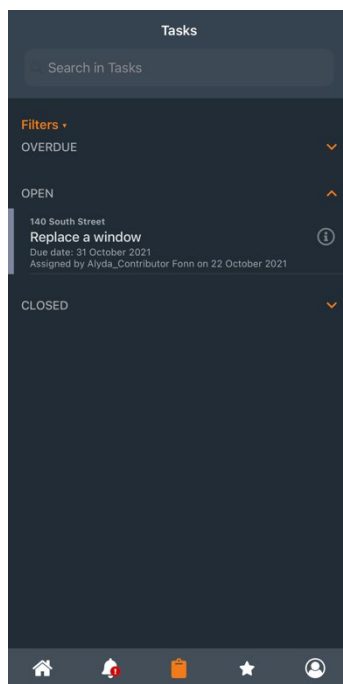 Tasks
Search in Tasks
Filters
OVERDUE
OPEN
140 South Street
Replace a window
Due date: 31 October 2021
Assigned by Alyda_Contributor Fonn on 22 October 2021
CLOSED